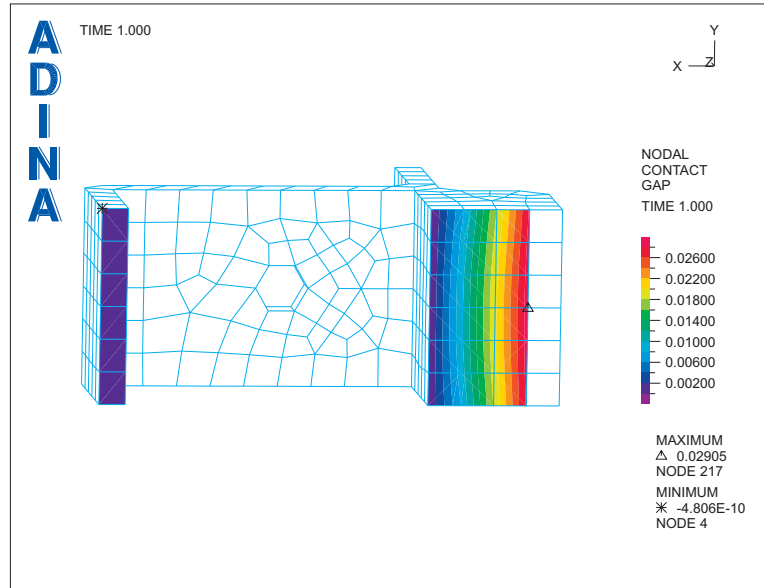 ADINA
TIME 1.000
Y
X
Z
NODAL
CONTACT
GAP
TIME 1.000
0.02600
0.02200
0.01800
0.01400
0.01000
0.00600
0.00200
MAXIMUM
△ 0.02905
NODE 217
MINIMUM
✳ -4.806E-10
NODE 4